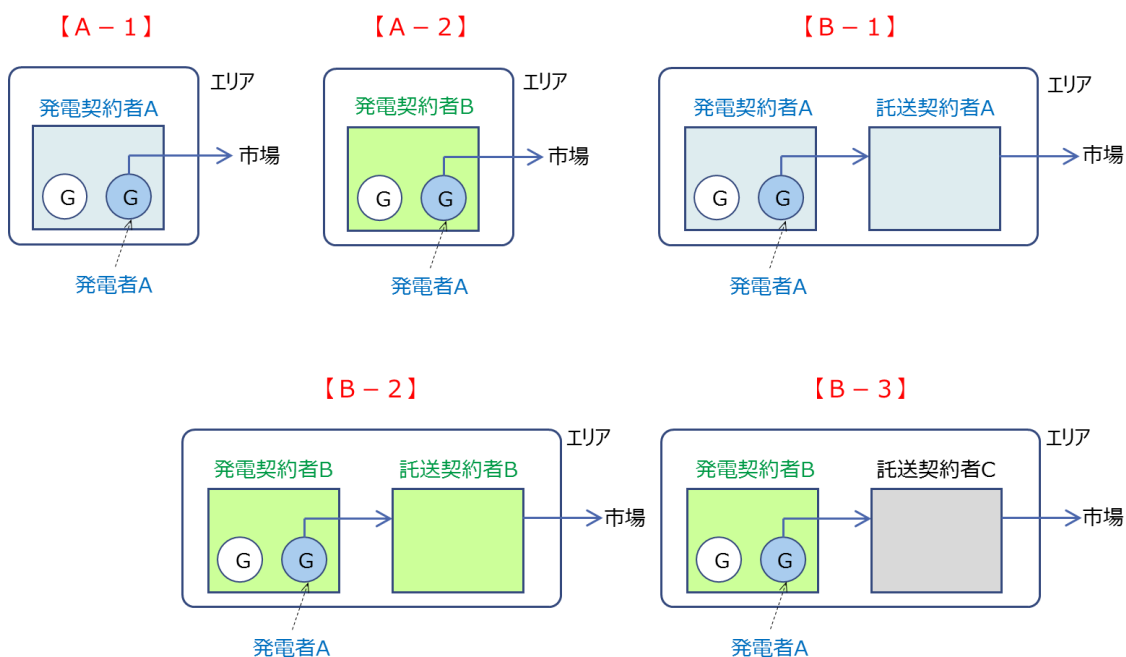 【A－1】
エリア
発電契約者A
市場
G
G
発電者A
【A－2】
エリア
発電契約者B
市場
G
G
発電者A
【B－1】
エリア
発電契約者A
託送契約者A
市場
G
G
発電者A
【B－2】
エリア
発電契約者B
託送契約者B
市場
G
G
発電者A
【B－3】
エリア
発電契約者B
託送契約者C
市場
G
G
発電者A